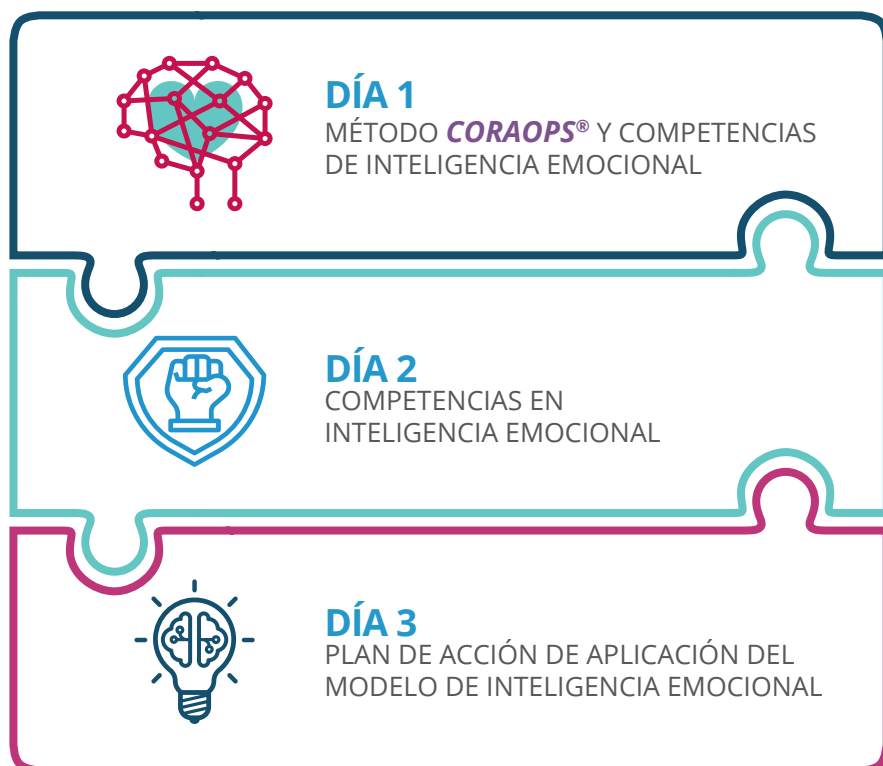 DÍA 1
MÉTODO CORAOPS® Y COMPETENCIAS
DE INTELIGENCIA EMOCIONAL
DÍA 2
COMPETENCIAS EN
INTELIGENCIA EMOCIONAL
DÍA 3
PLAN DE ACCIÓN DE APLICACIÓN DEL
MODELO DE INTELIGENCIA EMOCIONAL